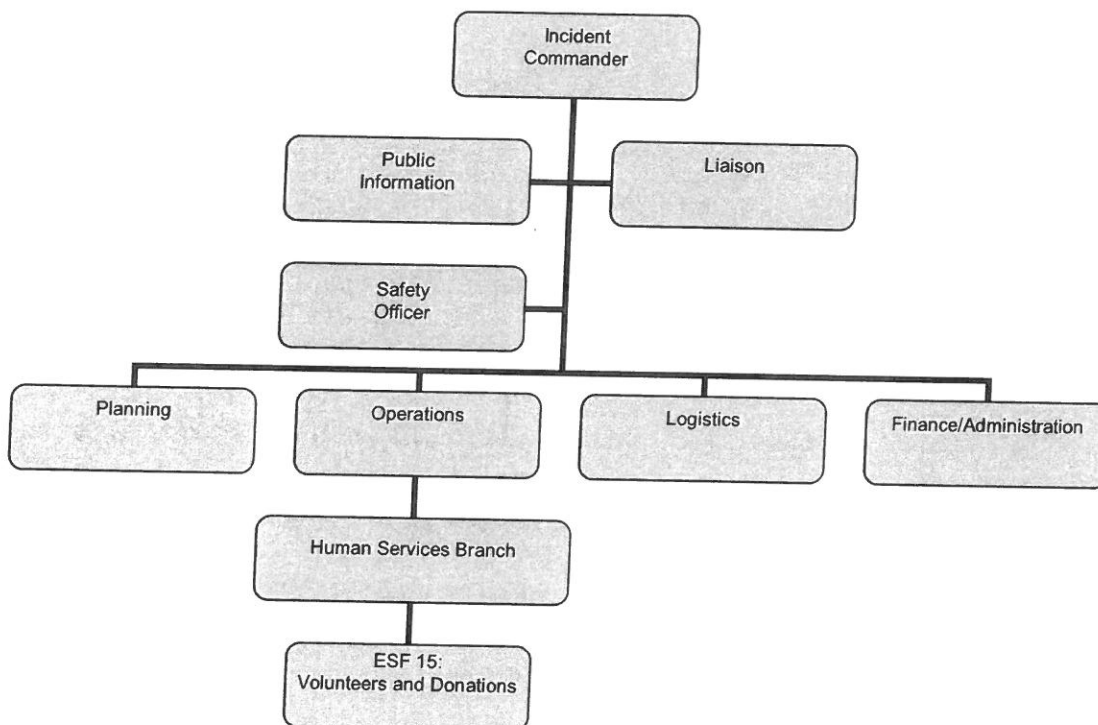 Incident
Commander
Public
Information
Liaison
Safety
Officer
Planning
Operations
Logistics
Finance/Administration
Human Services Branch
ESF 15:
Volunteers and Donations